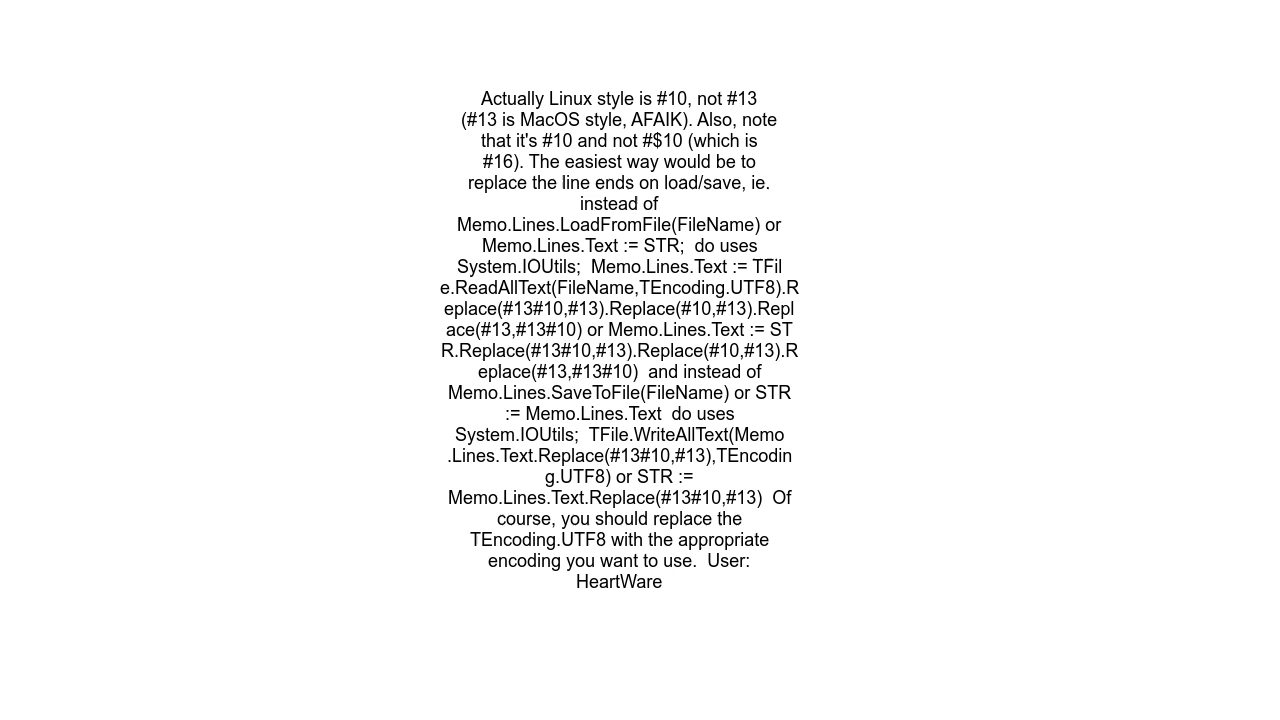 Actually Linux style is #10, not #13
(#13 is MacOS style, AFAIK). Also, note
that it's #10 and not #$10 (which is
#16). The easiest way would be to
replace the line ends on load/save, ie.
instead of
Memo.Lines.LoadFromFile(FileName) or
Memo.Lines.Text := STR;  do uses
System.IOUtils;  Memo.Lines.Text := TFil
e.ReadAllText(FileName,TEncoding.UTF8).R
eplace(#13#10,#13).Replace(#10,#13).Repl
ace(#13,#13#10) or Memo.Lines.Text := ST
R.Replace(#13#10,#13).Replace(#10,#13).R
eplace(#13,#13#10)  and instead of
Memo.Lines.SaveToFile(FileName) or STR
:= Memo.Lines.Text  do uses
System.IOUtils;  TFile.WriteAllText(Memo
.Lines.Text.Replace(#13#10,#13),TEncodin
g.UTF8) or STR :=
Memo.Lines.Text.Replace(#13#10,#13)  Of
course, you should replace the
TEncoding.UTF8 with the appropriate
encoding you want to use.  User:
HeartWare